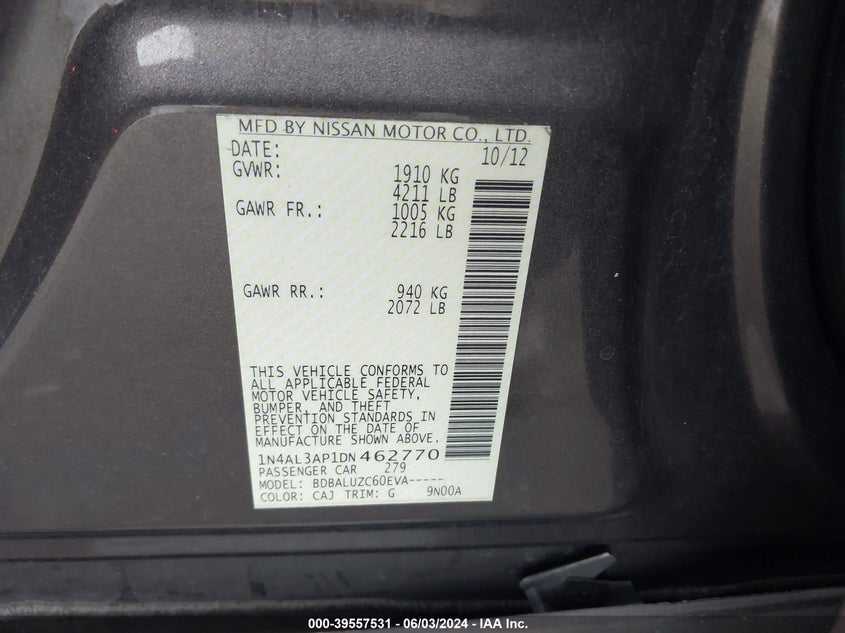 MFD BY NISSAN MOTOR CO., LTD.
DATE: 10/12
GVWR: 1910 KG
4211 LB
GAWR FR.: 1005 KG
2216 LB
GAWR RR.: 940 KG
2072 LB
THIS VEHICLE CONFORMS TO
ALL APPLICABLE FEDERAL
MOTOR VEHICLE SAFETY,
BUMPER, AND THEFT
PREVENTION STANDARDS IN
EFFECT ON THE DATE OF
MANUFACTURE SHOWN ABOVE.
1N4AL3AP1DN462770
PASSENGER CAR 279
MODEL: BDBALUZC60EVA-----
COLOR: CAJ TRIM: G 9N00A
000-39557531 - 06/03/2024 - IAA Inc.